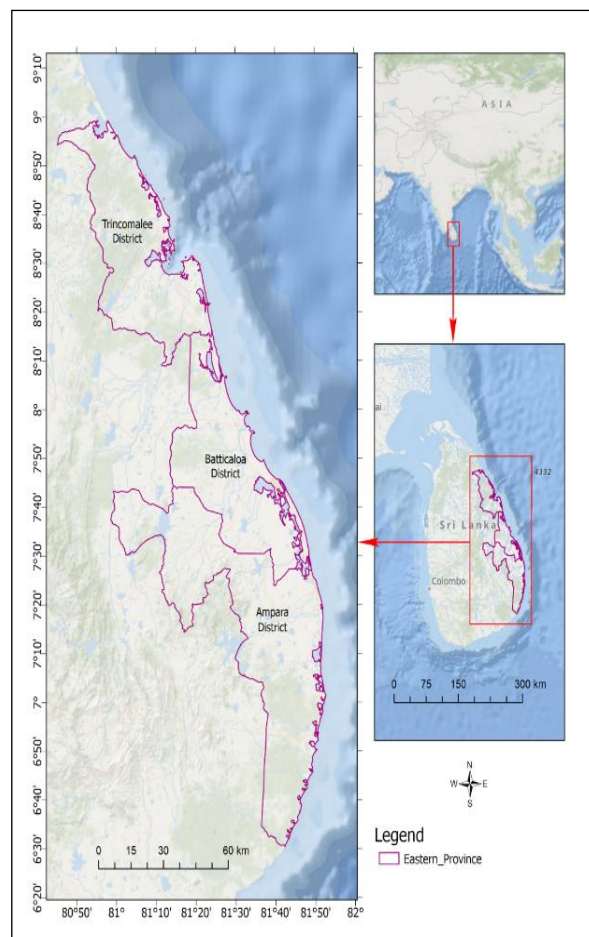 9°10'
9°
8°50'
8°40'
8°30'
8°20'
8°10'
8°
7°50'
7°40'
7°30'
7°20'
7°10'
7°
6°50'
6°40'
6°30'
6°20'
Trincomalee
District
Batticaloa
District
Ampara
District
0 15 30 60 km
80°50' 81° 81°10' 81°20' 81°30' 81°40' 81°50' 82°
ASIA
ai
4332
Sri Lanka
Colombo
0 75 150 300 km
N
W E
S
Legend
Eastern_Province